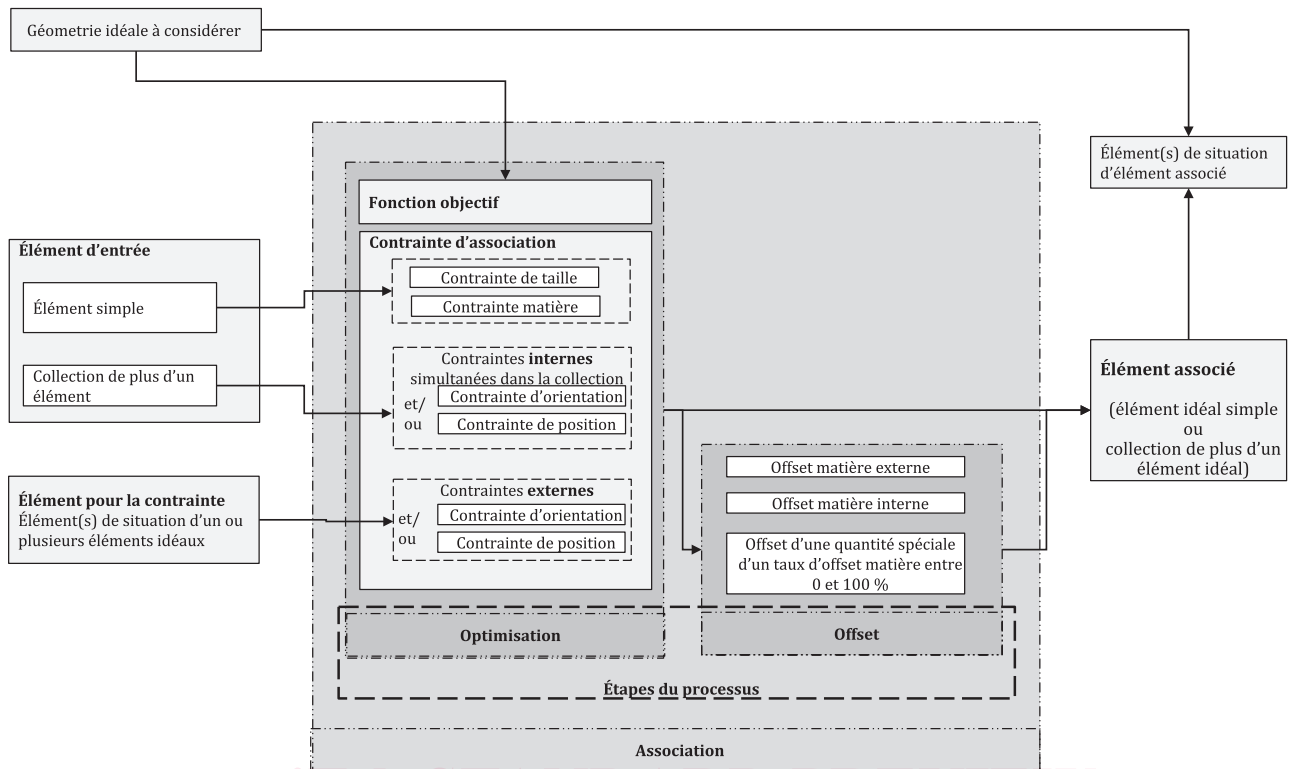 Géometrie idéale à considérer
Élément(s) de situation
d'élément associé
Fonction objectif
Contrainte d'association
Contrainte de taille
Contrainte matière
Élément d'entrée
Élément simple
Collection de plus d'un
élément
Contraintes internes
simultanées dans la collection
et/
ou
Contrainte d'orientation
Contrainte de position
Élément associé
(élément idéal simple
ou
collection de plus d'un
élément idéal)
Offset matière externe
Offset matière interne
Offset d'une quantité spéciale
d'un taux d'offset matière entre
0 et 100 %
Élément pour la contrainte
Élément(s) de situation d'un ou
plusieurs éléments idéaux
Contraintes externes
et/
ou
Contrainte d'orientation
Contrainte de position
Optimisation
Offset
Étapes du processus
Association